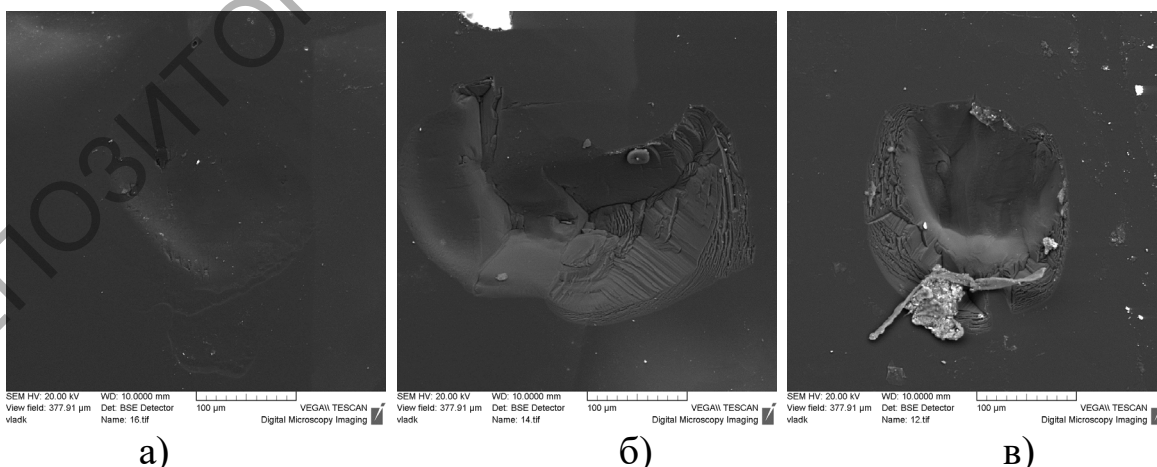 ПОЗИТО
SEM HV: 20.00 kV WD: 10.0000 mm
View field: 377.91 µm Det: BSE Detector 100 µm
vladk Name: 16.tif
VEGA\\ TESCAN
Digital Microscopy Imaging
SEM HV: 20.00 kV WD: 10.0000 mm
View field: 377.91 µm Det: BSE Detector 100 µm
vladk Name: 14.tif
VEGA\\ TESCAN
Digital Microscopy Imaging
SEM HV: 20.00 kV WD: 10.0000 mm
View field: 377.91 µm Det: BSE Detector 100 µm
vladk Name: 12.tif
VEGA\\ TESCAN
Digital Microscopy Imaging
а) б) в)